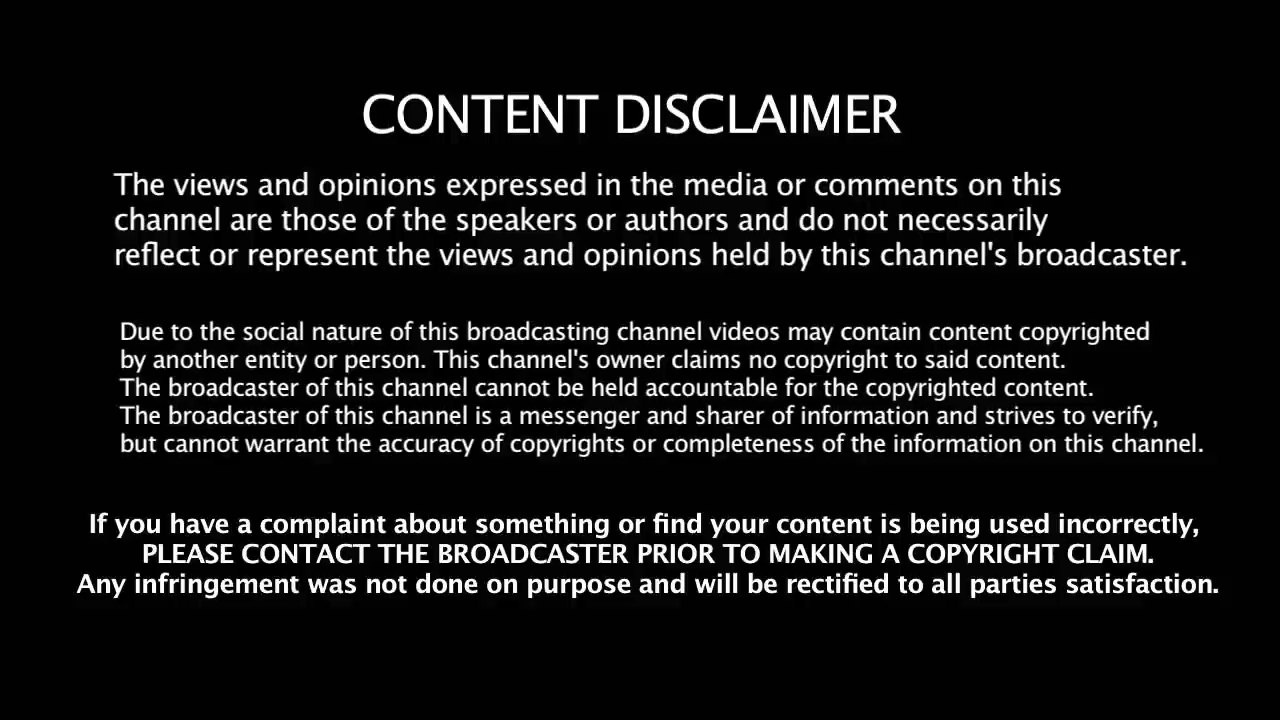 CONTENT DISCLAIMER
The views and opinions expressed in the media or comments on this
channel are those of the speakers or authors and do not necessarily
reflect or represent the views and opinions held by this channel's broadcaster.
Due to the social nature of this broadcasting channel videos may contain content copyrighted
by another entity or person. This channel's owner claims no copyright to said content.
The broadcaster of this channel cannot be held accountable for the copyrighted content.
The broadcaster of this channel is a messenger and sharer of information and strives to verify,
but cannot warrant the accuracy of copyrights or completeness of the information on this channel.
If you have a complaint about something or find your content is being used incorrectly,
PLEASE CONTACT THE BROADCASTER PRIOR TO MAKING A COPYRIGHT CLAIM.
Any infringement was not done on purpose and will be rectified to all parties satisfaction.